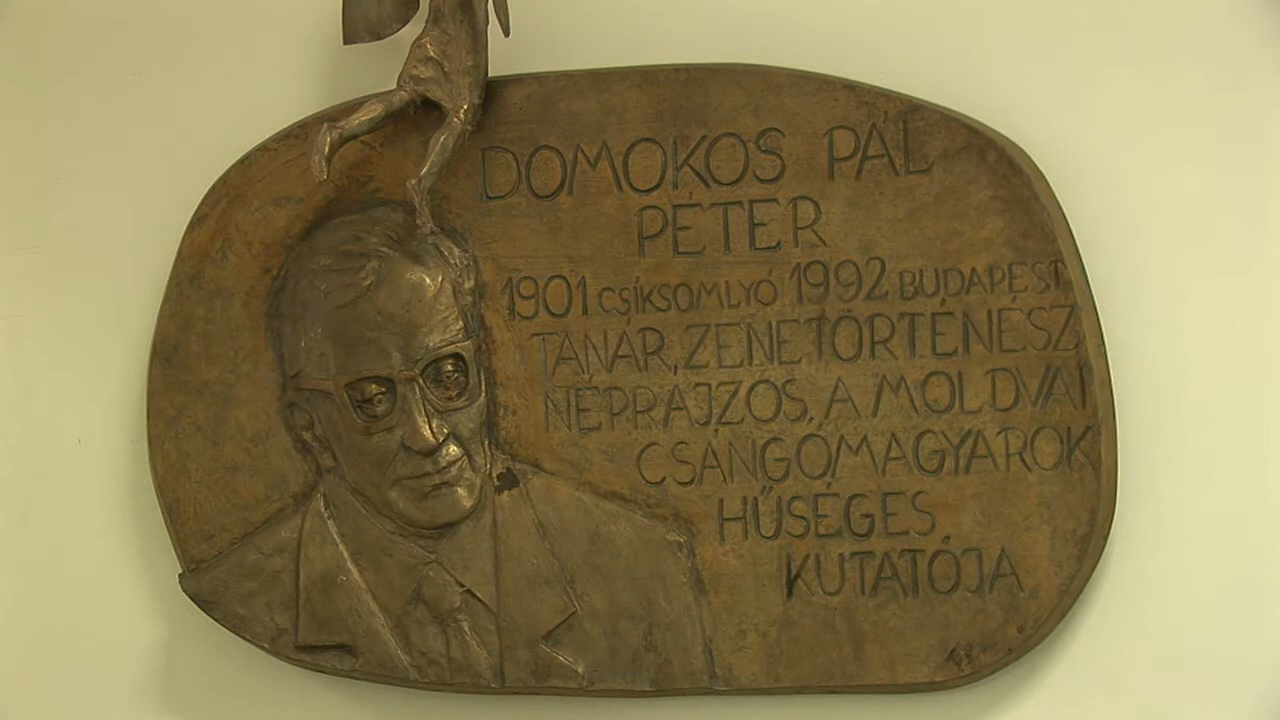 DOMOKOS PÁL
PÉTER
1901 CSÍKSOMLYÓ 1992 BUDAPEST
TANÁR, ZENETÖRTÉNÉSZ
NÉPRAJZOS, A MOLDVAI
CSÁNGÓMAGYAROK
HŰSÉGES
KUTATÓJA